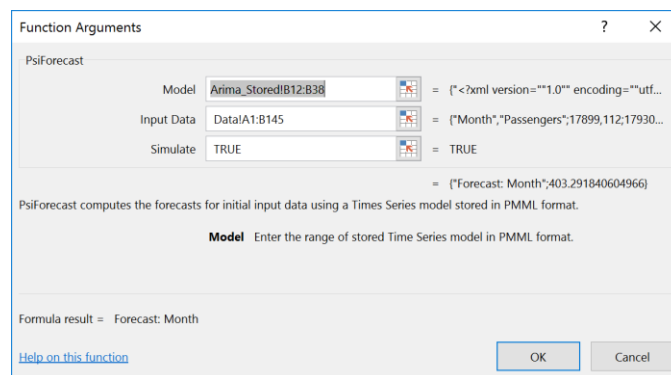 Function Arguments ? ×
PsiForecast
Model Arima_Stored!B12:B38 = {"<?xml version=""1.0"" encoding=""utf...
Input Data Data!A1:B145 = {"Month","Passengers";17899,112;17930...
Simulate TRUE = TRUE
= {"Forecast: Month";403.291840604966}
PsiForecast computes the forecasts for initial input data using a Times Series model stored in PMML format.
Model Enter the range of stored Time Series model in PMML format.
Formula result = Forecast: Month
Help on this function OK Cancel